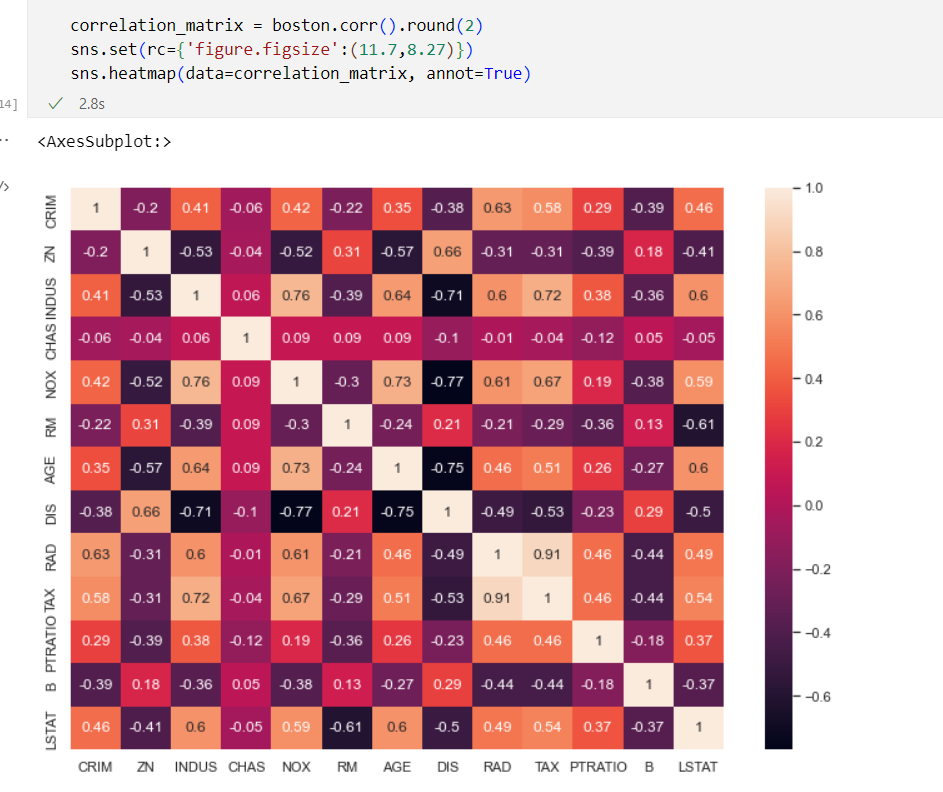 correlation_matrix = boston.corr().round(2)
sns.set(rc={'figure.figsize':(11.7,8.27)})
sns.heatmap(data=correlation_matrix, annot=True)
14]
2.8s
<AxesSubplot:>
CRIM 1 -0.2 0.41 -0.06 0.42 -0.22 0.35 -0.38 0.63 0.58 0.29 -0.39 0.46
ZN -0.2 1 -0.53 -0.04 -0.52 0.31 -0.57 0.66 -0.31 -0.31 -0.39 0.18 -0.41
INDUS 0.41 -0.53 1 0.06 0.76 -0.39 0.64 -0.71 0.6 0.72 0.38 -0.36 0.6
CHAS -0.06 -0.04 0.06 1 0.09 0.09 0.09 -0.1 -0.01 -0.04 -0.12 0.05 -0.05
NOX 0.42 -0.52 0.76 0.09 1 -0.3 0.73 -0.77 0.61 0.67 0.19 -0.38 0.59
RM -0.22 0.31 -0.39 0.09 -0.3 1 -0.24 0.21 -0.21 -0.29 -0.36 0.13 -0.61
AGE 0.35 -0.57 0.64 0.09 0.73 -0.24 1 -0.75 0.46 0.51 0.26 -0.27 0.6
DIS -0.38 0.66 -0.71 -0.1 -0.77 0.21 -0.75 1 -0.49 -0.53 -0.23 0.29 -0.5
RAD 0.63 -0.31 0.6 -0.01 0.61 -0.21 0.46 -0.49 1 0.91 0.46 -0.44 0.49
TAX 0.58 -0.31 0.72 -0.04 0.67 -0.29 0.51 -0.53 0.91 1 0.46 -0.44 0.54
PTRATIO 0.29 -0.39 0.38 -0.12 0.19 -0.36 0.26 -0.23 0.46 0.46 1 -0.18 0.37
B -0.39 0.18 -0.36 0.05 -0.38 0.13 -0.27 0.29 -0.44 -0.44 -0.18 1 -0.37
LSTAT 0.46 -0.41 0.6 -0.05 0.59 -0.61 0.6 -0.5 0.49 0.54 0.37 -0.37 1
CRIM ZN INDUS CHAS NOX RM AGE DIS RAD TAX PTRATIO B LSTAT
1.0
0.8
0.6
0.4
0.2
0.0
-0.2
-0.4
-0.6